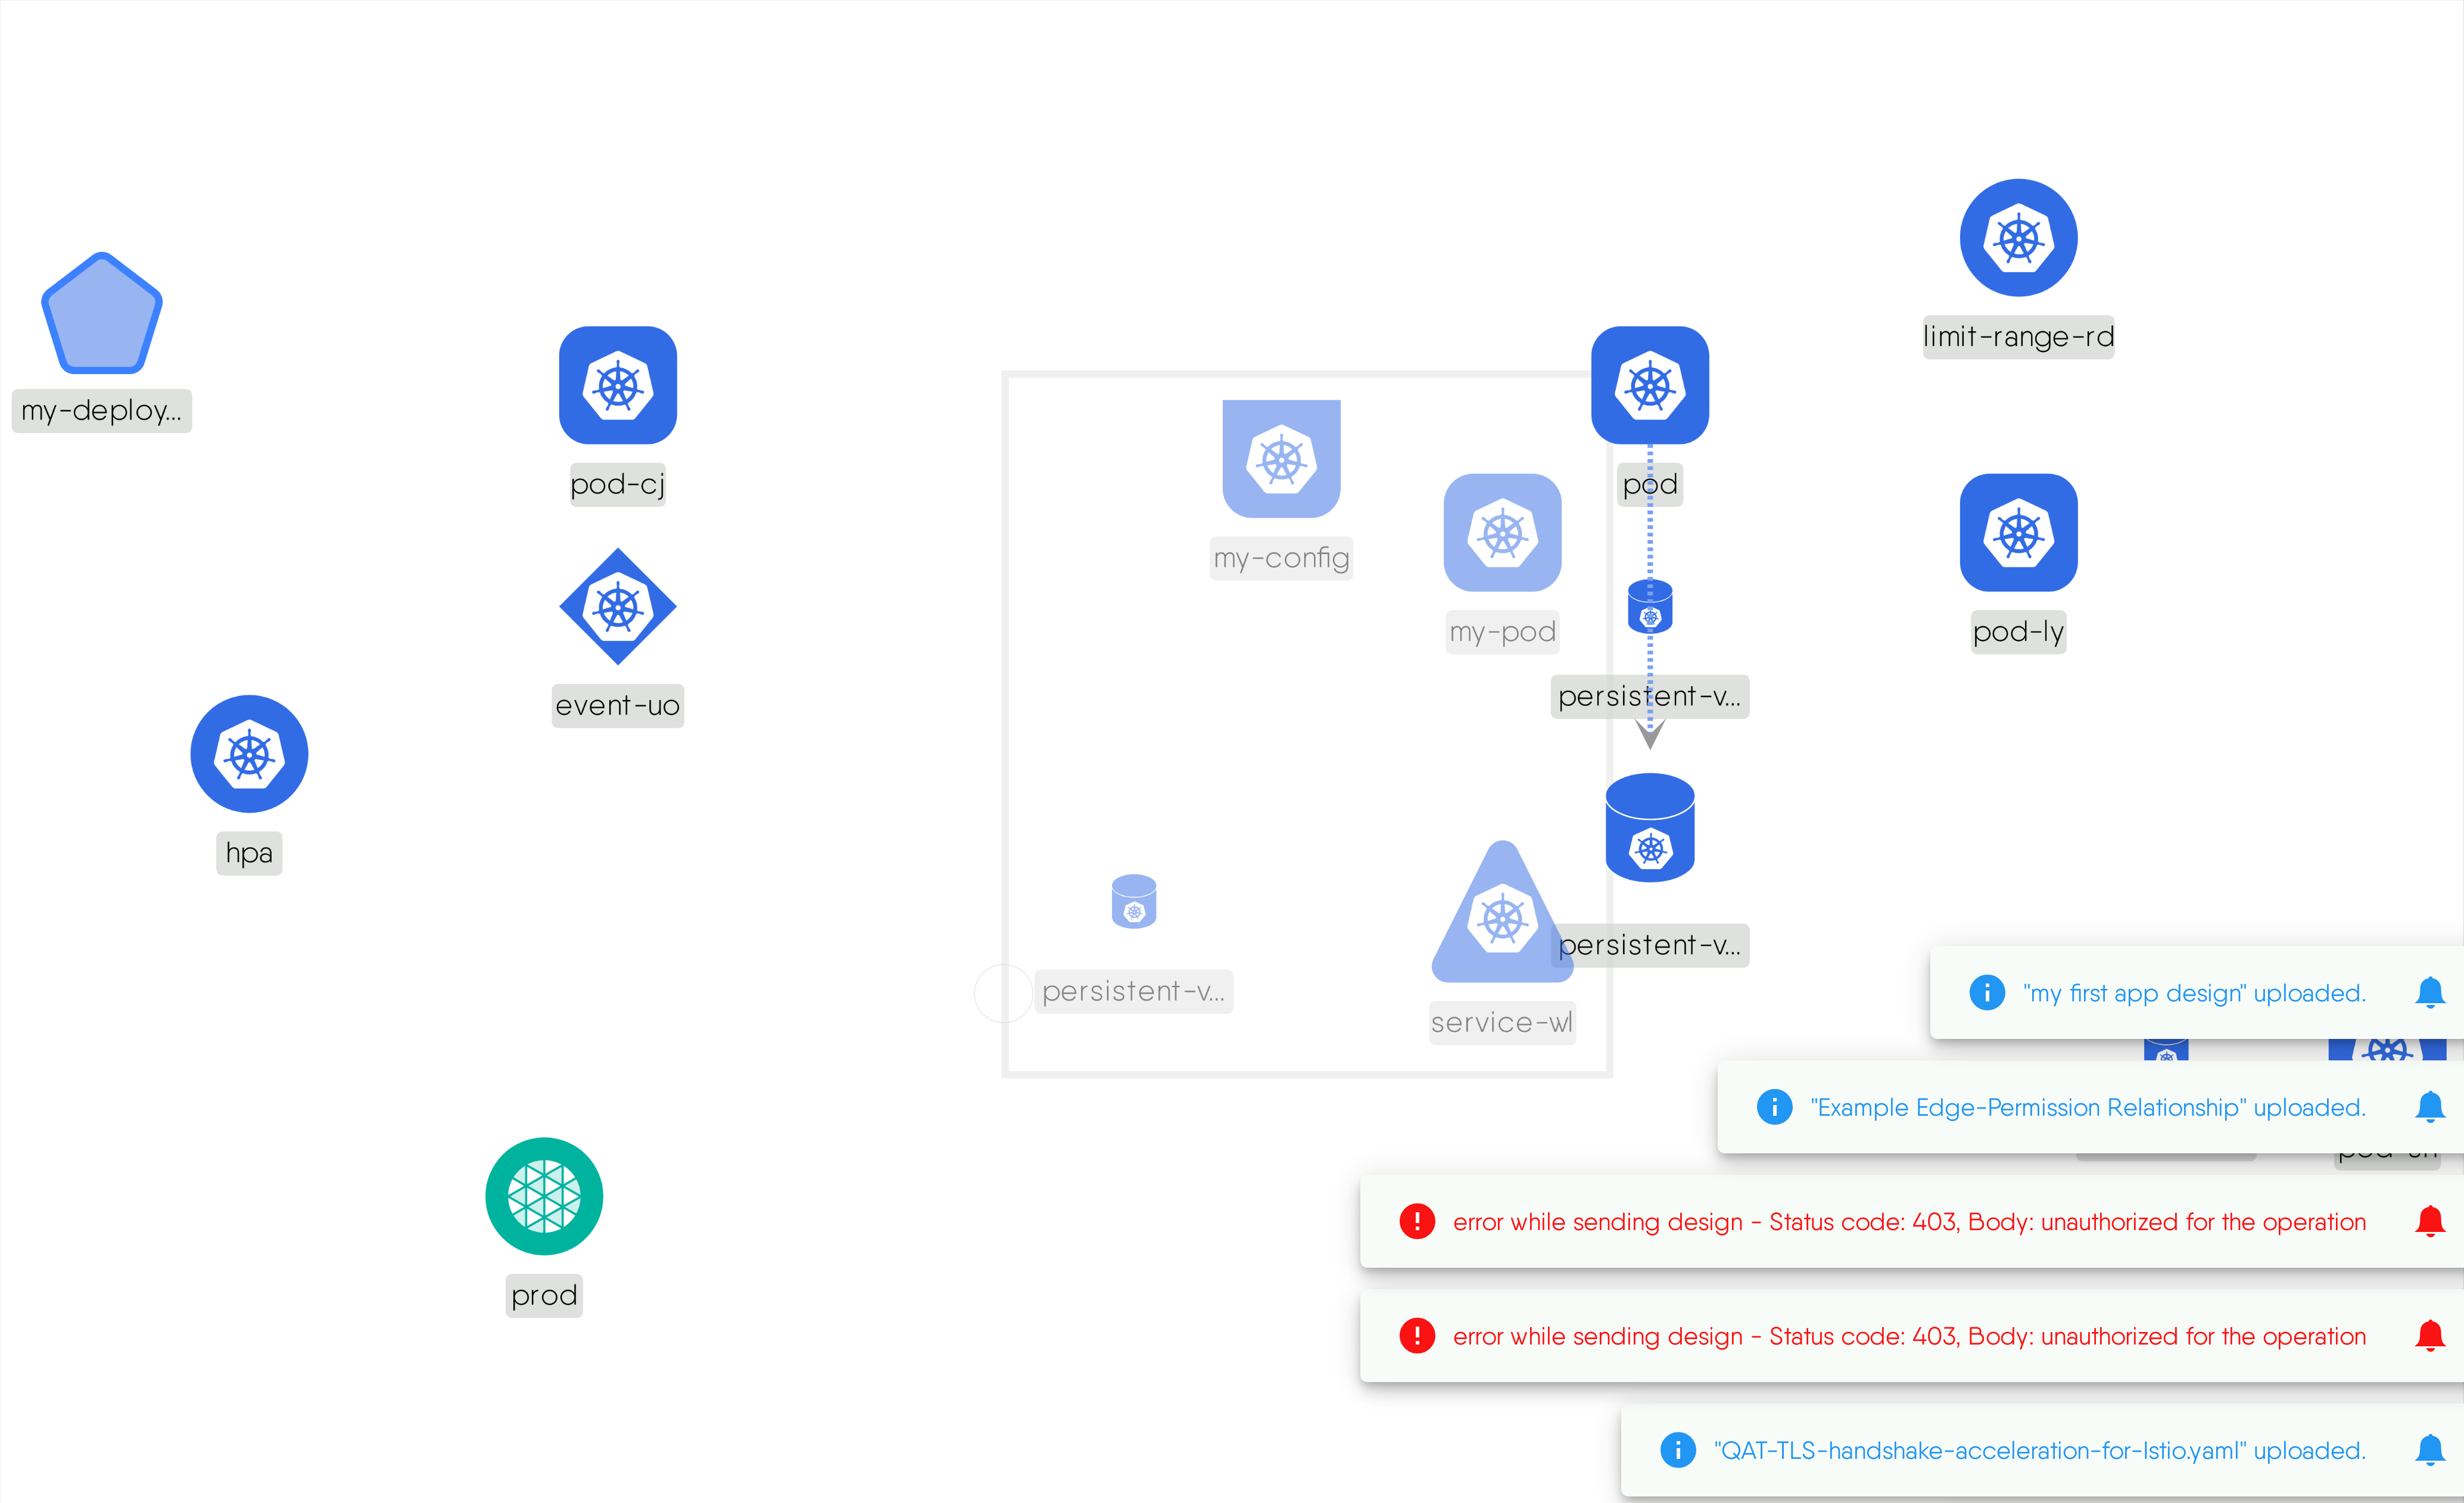 limit-range-rd
my-deploy...
pod-cj
pod
my-config
my-pod
pod-ly
persistent-v...
event-uo
hpa
persistent-v...
persistent-v...
service-wl
"my first app design" uploaded.
"Example Edge-Permission Relationship" uploaded.
error while sending design - Status code: 403, Body: unauthorized for the operation
prod
error while sending design - Status code: 403, Body: unauthorized for the operation
"QAT-TLS-handshake-acceleration-for-Istio.yaml" uploaded.